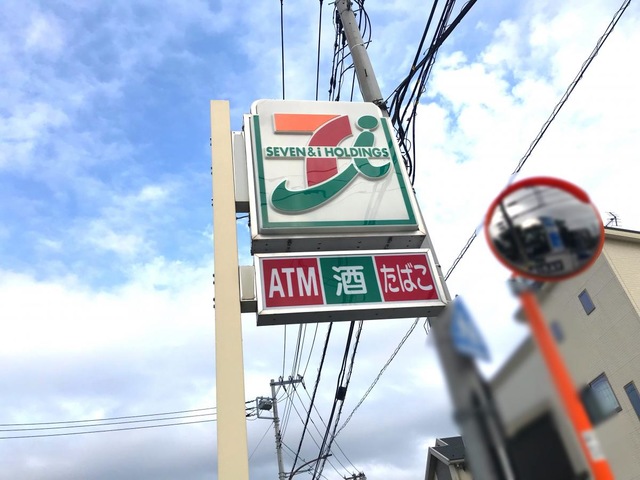 SEVEN & i HOLDINGS
ATM 酒 たばこ